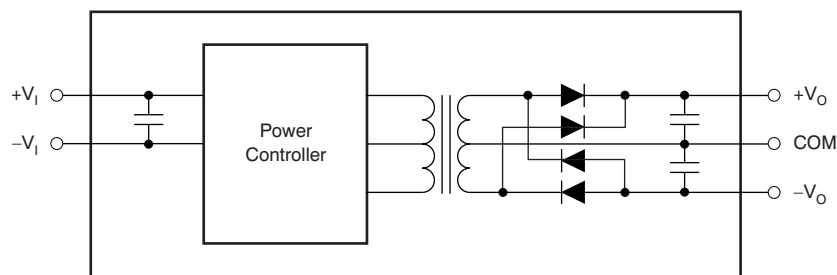 +V_I
−V_I
Power
Controller
+V_O
COM
−V_O